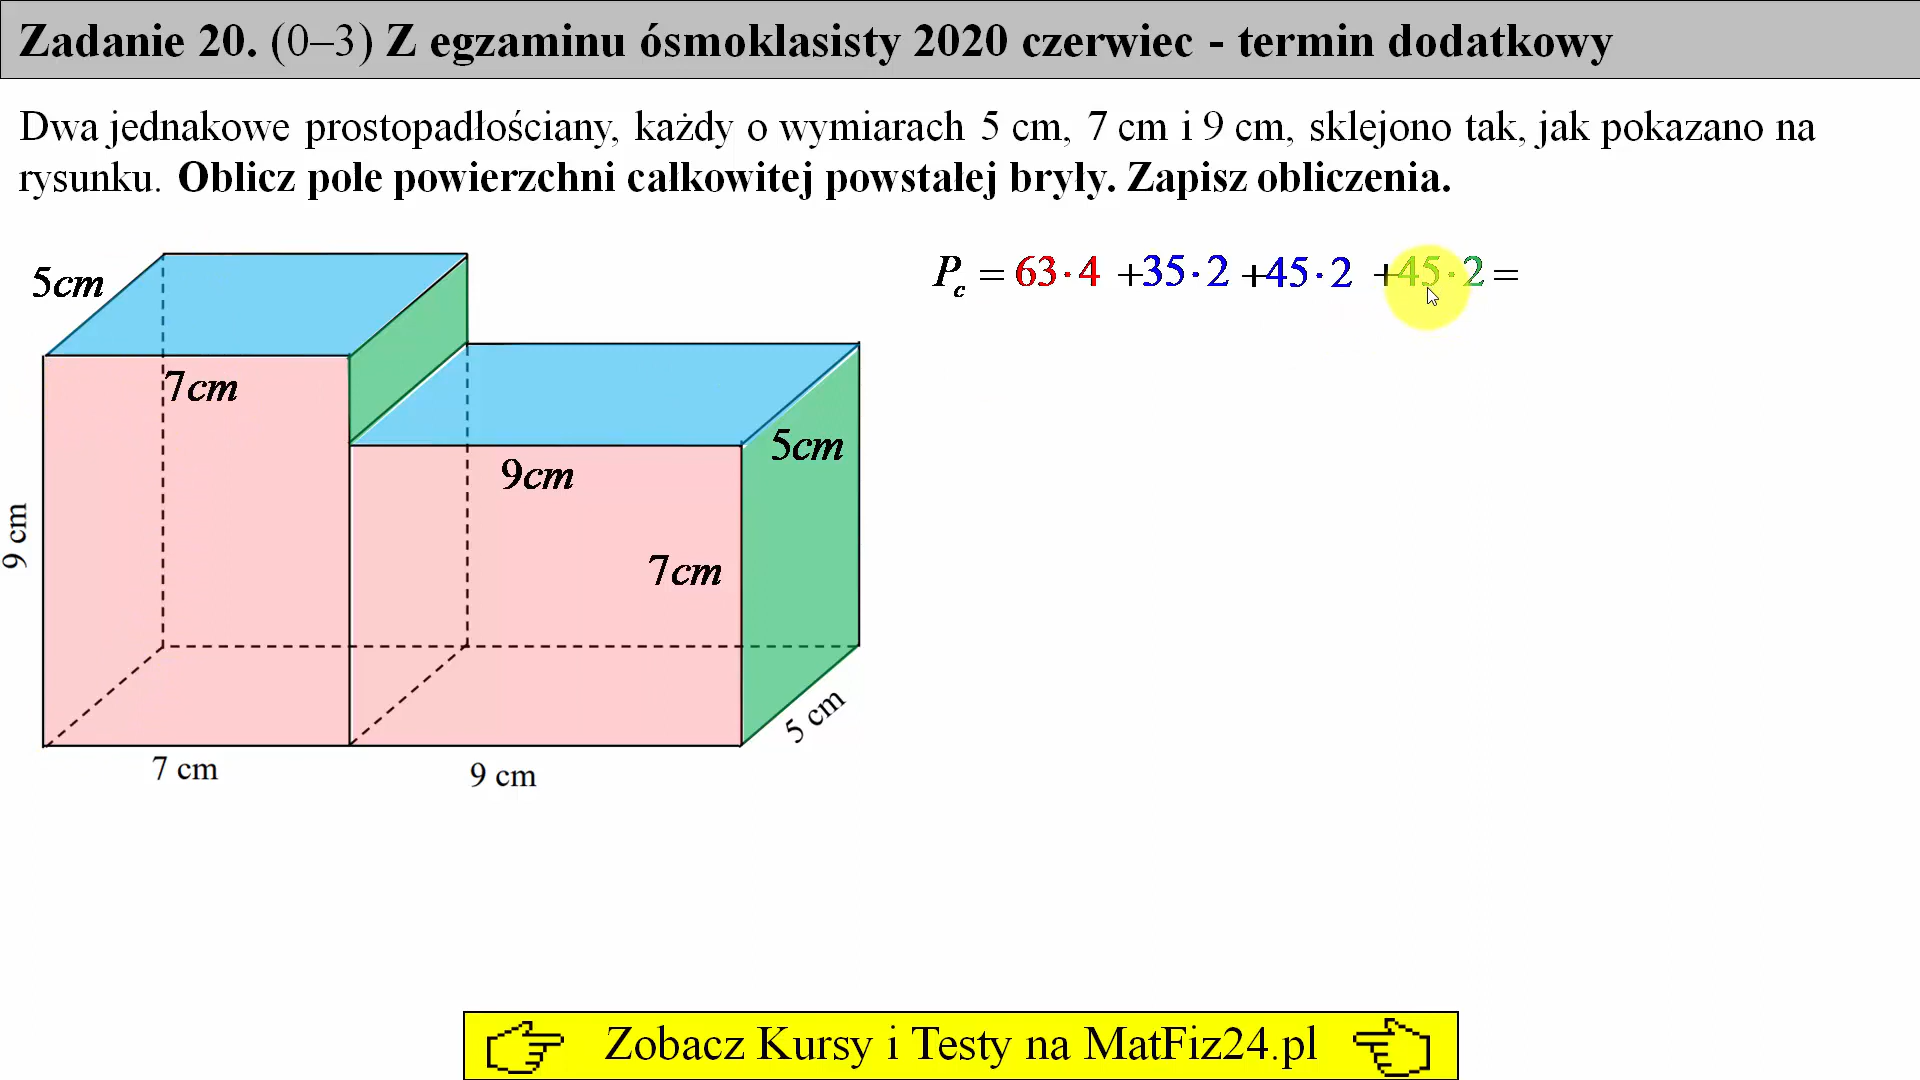 Zadanie 20. (0–3) Z egzaminu ósmoklasisty 2020 czerwiec - termin dodatkowy
Dwa jednakowe prostopadłościany, każdy o wymiarach 5 cm, 7 cm i 9 cm, sklejono tak, jak pokazano na
rysunku. Oblicz pole powierzchni całkowitej powstałej bryły. Zapisz obliczenia.
P_c = 63·4 +35·2 +45·2 +45·2 =
5cm
7cm
5cm
9cm
9 cm
7cm
5 cm
7 cm
9 cm
Zobacz Kursy i Testy na MatFiz24.pl